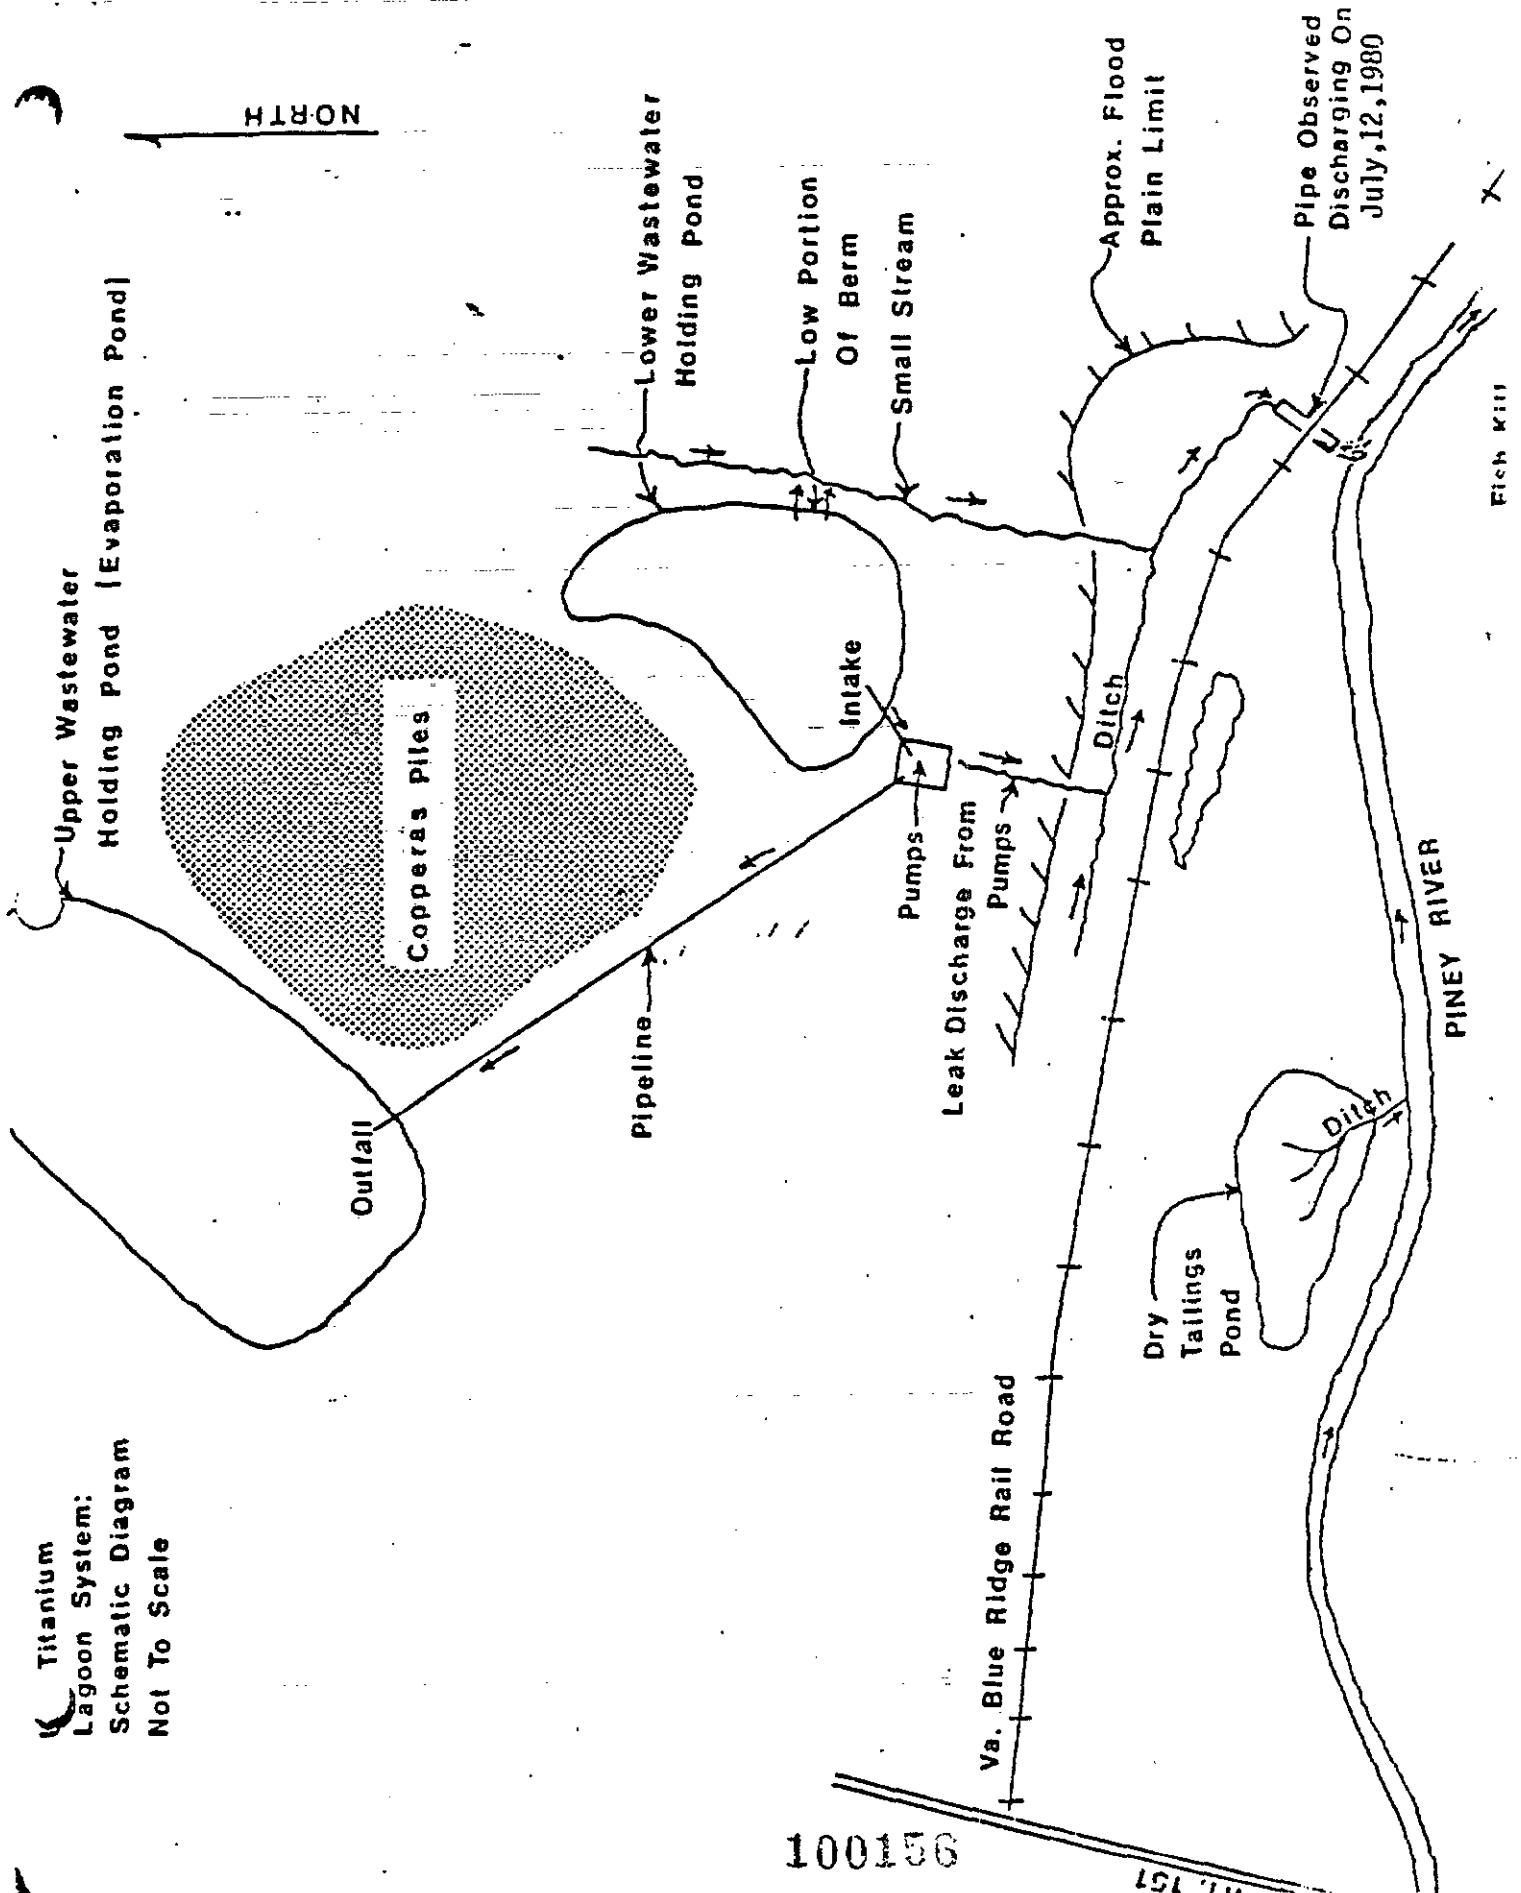 Titanium
Lagoon System:
Schematic Diagram
Not To Scale
Upper Wastewater
Holding Pond (Evaporation Pond)
NORTH
Copperas Piles
Outfall
Pipeline
Lower Wastewater
Holding Pond
Low Portion
Of Berm
Small Stream
Intake
Pumps
Leak Discharge From
Pumps
Ditch
Approx. Flood
Plain Limit
Pipe Observed
Discharging On
July,12,1980
Va. Blue Ridge Rail Road
Dry
Tailings
Pond
Ditch
PINEY RIVER
Fish Kill
151
100156